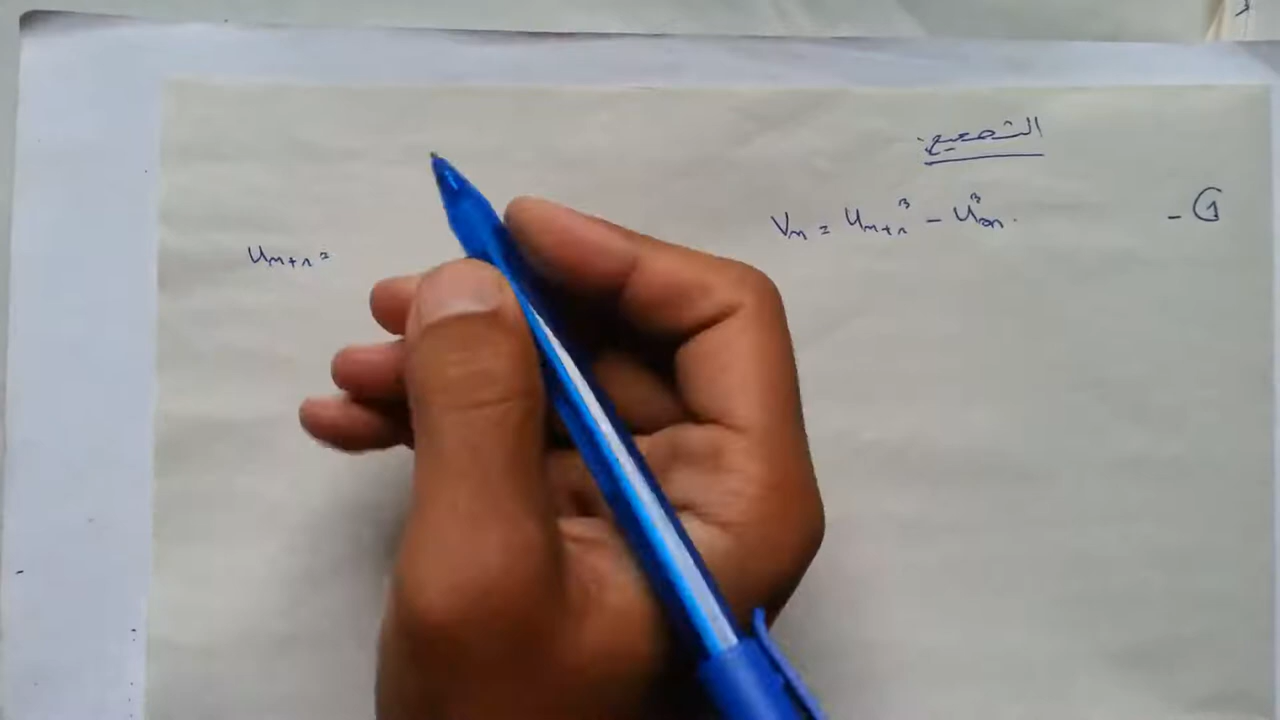 التصحيح:
1 - Vn = Un+1³ - Un³.
Un+1 =